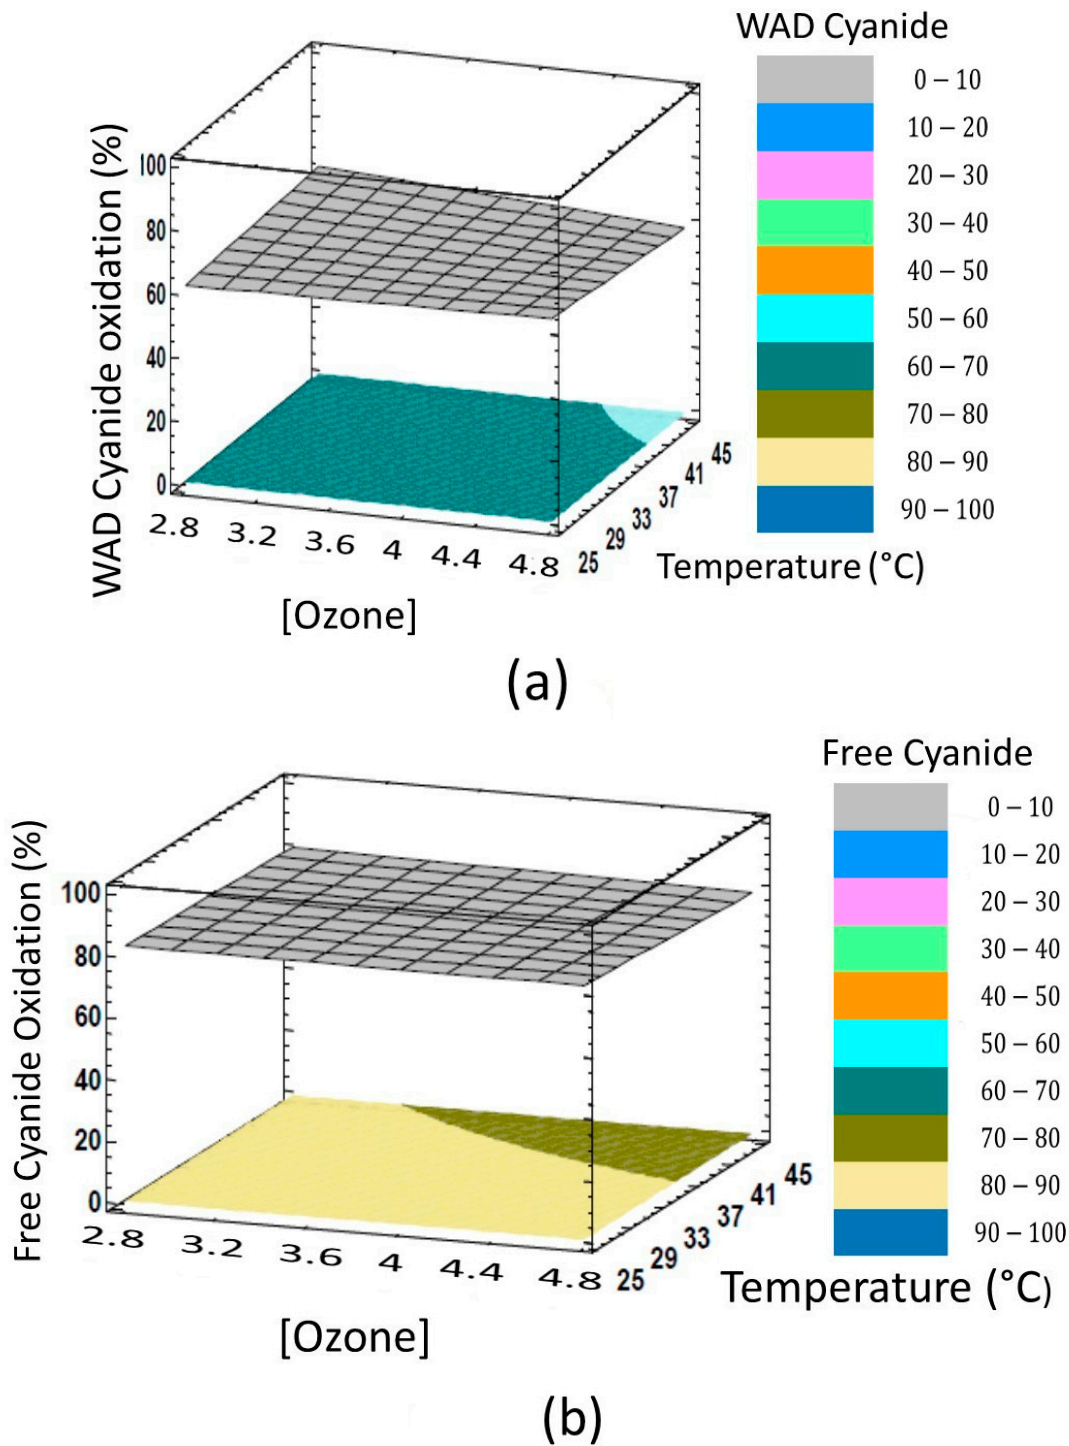 WAD Cyanide
0 – 10
10 – 20
20 – 30
30 – 40
40 – 50
50 – 60
60 – 70
70 – 80
80 – 90
90 – 100
WAD Cyanide oxidation (%)
100
80
60
40
20
0
2.8 3.2 3.6 4 4.4 4.8
25 29 33 37 41 45
Temperature (°C)
[Ozone]
(a)
Free Cyanide
0 – 10
10 – 20
20 – 30
30 – 40
40 – 50
50 – 60
60 – 70
70 – 80
80 – 90
90 – 100
Free Cyanide Oxidation (%)
100
80
60
40
20
0
2.8 3.2 3.6 4 4.4 4.8
25 29 33 37 41 45
Temperature (°C)
[Ozone]
(b)